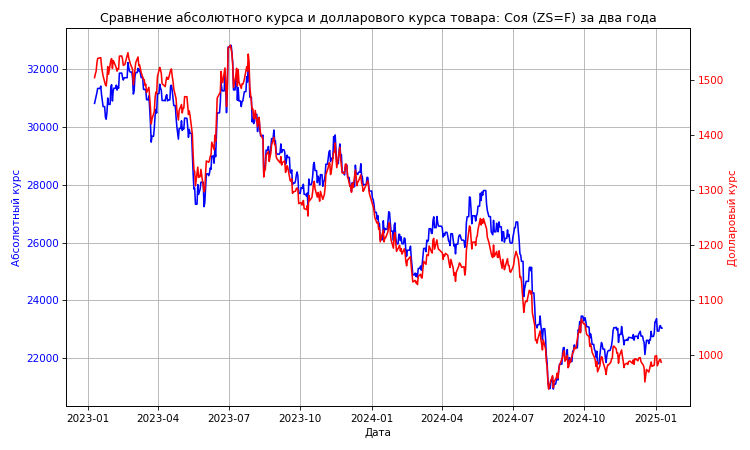 Сравнение абсолютного курса и долларового курса товара: Соя (ZS=F) за два года
Абсолютный курс
32000
30000
28000
26000
24000
22000
Долларовый курс
1500
1400
1300
1200
1100
1000
2023-01 2023-04 2023-07 2023-10 2024-01 2024-04 2024-07 2024-10 2025-01
Дата